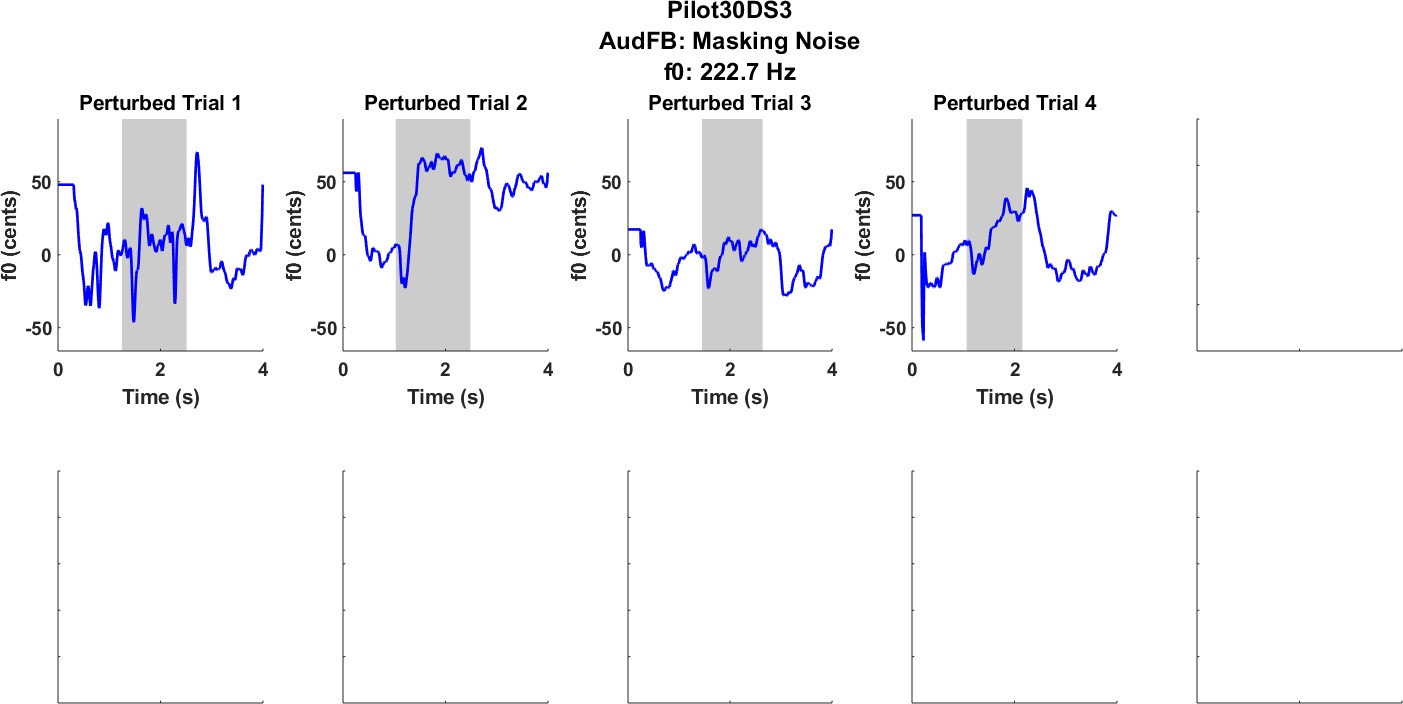 Pilot30DS3
AudFB: Masking Noise
f0: 222.7 Hz
Perturbed Trial 1
f0 (cents)
50
0
-50
0 2 4
Time (s)
Perturbed Trial 2
f0 (cents)
50
0
-50
0 2 4
Time (s)
Perturbed Trial 3
f0 (cents)
50
0
-50
0 2 4
Time (s)
Perturbed Trial 4
f0 (cents)
50
0
-50
0 2 4
Time (s)